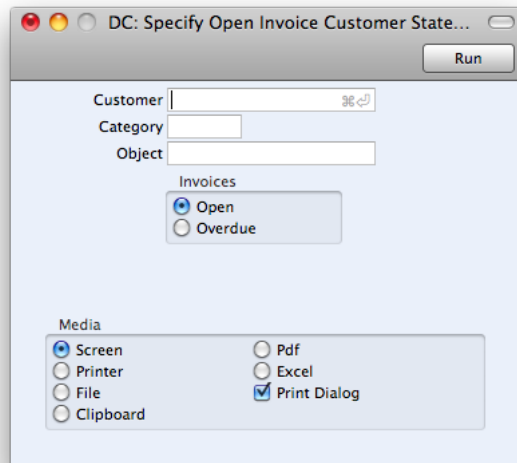 DC: Specify Open Invoice Customer State...
Run
Customer
⌘⏎
Category
Object
Invoices
Open
Overdue
Media
Screen
Pdf
Printer
Excel
File
Print Dialog
Clipboard